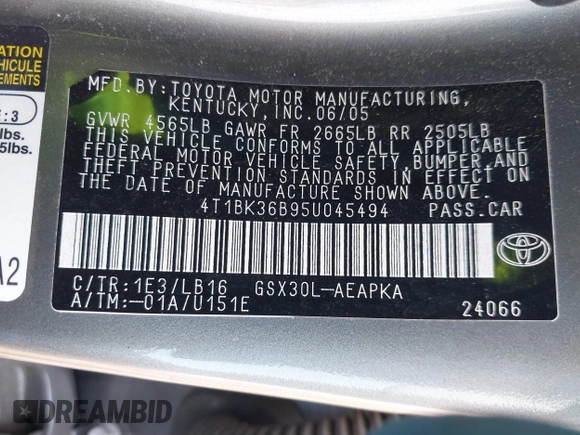 ATION
VEHICULE
EMENTS
E:3
lbs.
5lbs.
A2
MFD.BY:TOYOTA MOTOR MANUFACTURING,
KENTUCKY,INC.06/05
GVWR 4565LB GAWR FR 2665LB RR 2505LB
THIS VEHICLE CONFORMS TO ALL APPLICABLE
FEDERAL MOTOR VEHICLE SAFETY,BUMPER,AND
THEFT PREVENTION STANDARDS IN EFFECT ON
THE DATE OF MANUFACTURE SHOWN ABOVE.
4T1BK36B95U045494 PASS.CAR
C/TR:1E3/LB16 GSX30L-AEAPKA
A/TM:-01A/U151E 24066
TOYOTA
DREAMBID